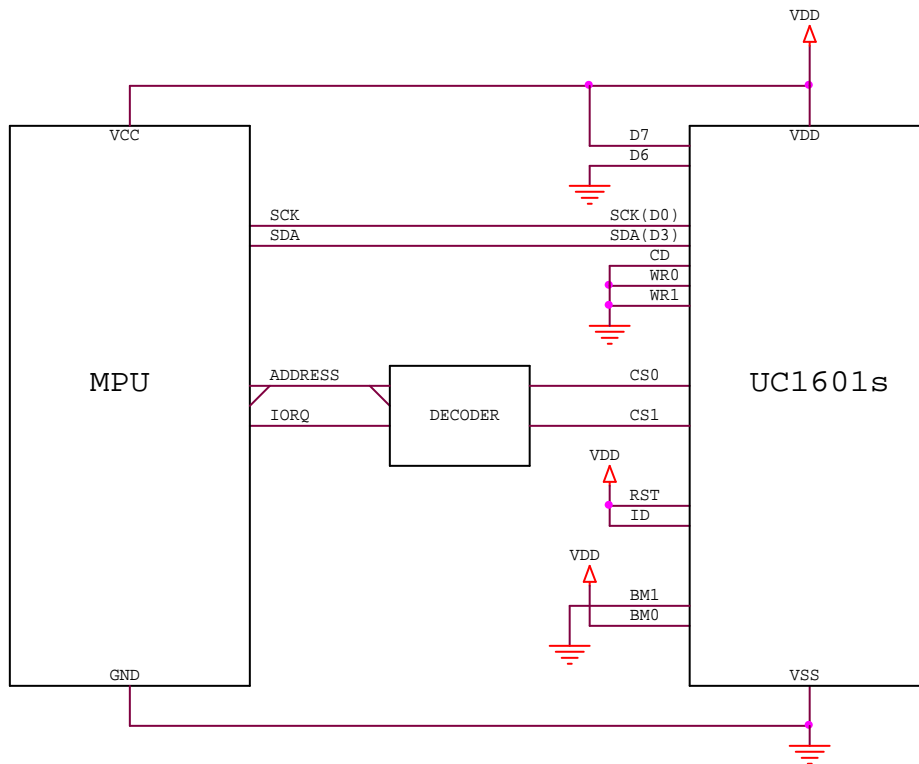 VDD
VCC
VDD
D7
D6
SCK
SCK(D0)
SDA
SDA(D3)
CD
WR0
WR1
MPU
UC1601s
ADDRESS
CS0
DECODER
IORQ
CS1
VDD
RST
ID
VDD
BM1
BM0
GND
VSS